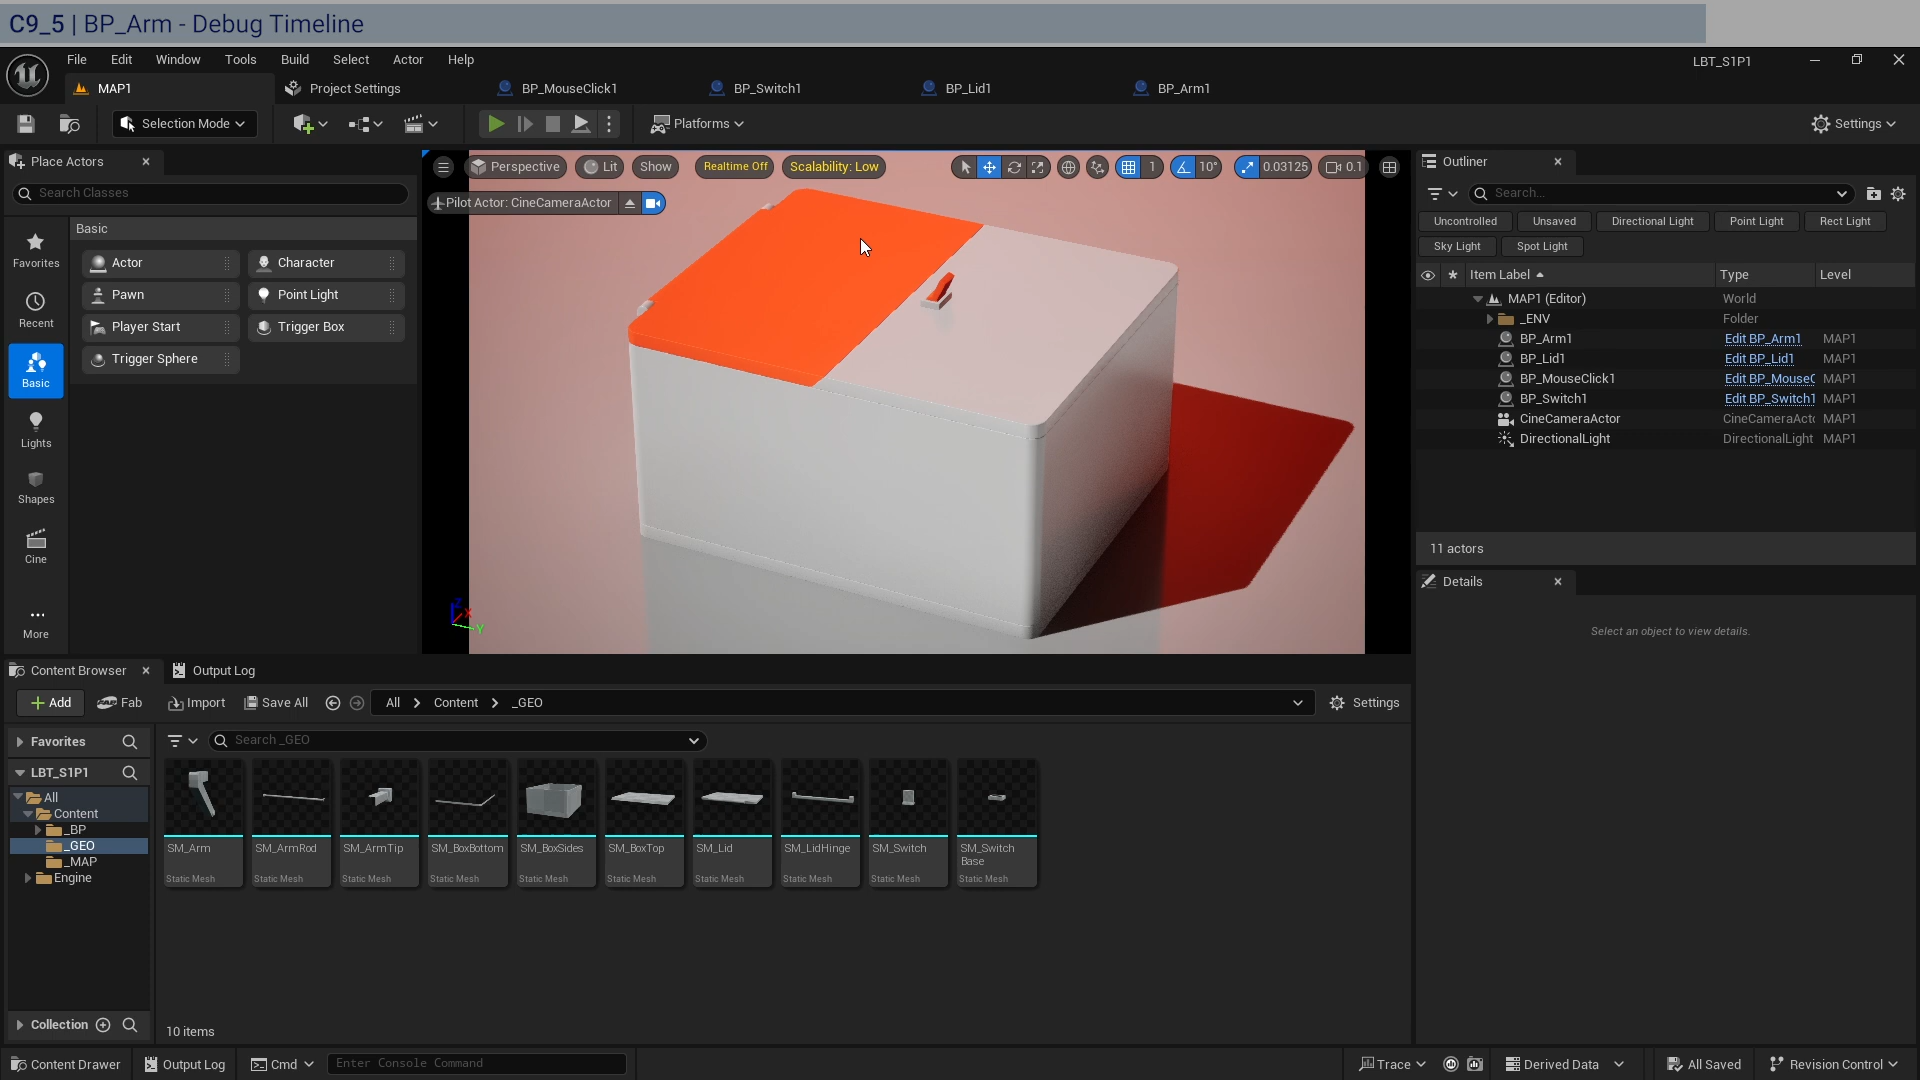 C9_5 | BP_Arm - Debug Timeline
File Edit Window Tools Build Select Actor Help
LBT_S1P1
MAP1 Project Settings BP_MouseClick1 BP_Switch1 BP_Lid1 BP_Arm1
Selection Mode Platforms Settings
Place Actors
Search Classes
Basic
Favorites
Recent
Basic
Lights
Shapes
Cine
More
Actor Character
Pawn Point Light
Player Start Trigger Box
Trigger Sphere
Perspective Lit Show Realtime Off Scalability: Low 1 10° 0.03125 0.1
Pilot Actor: CineCameraActor
Z X Y
Outliner
Search...
Uncontrolled Unsaved Directional Light Point Light Rect Light
Sky Light Spot Light
Item Label Type Level
MAP1 (Editor) World
_ENV Folder
BP_Arm1 Edit BP_Arm1 MAP1
BP_Lid1 Edit BP_Lid1 MAP1
BP_MouseClick1 Edit BP_MouseC MAP1
BP_Switch1 Edit BP_Switch1 MAP1
CineCameraActor CineCameraActo MAP1
DirectionalLight DirectionalLight MAP1
11 actors
Details
Select an object to view details.
Content Browser Output Log
Add Fab Import Save All All Content _GEO Settings
Favorites
Search _GEO
LBT_S1P1
All
Content
_BP
_GEO
_MAP
Engine
SM_Arm SM_ArmRod SM_ArmTip SM_BoxBottom SM_BoxSides SM_BoxTop SM_Lid SM_LidHinge SM_Switch SM_Switch
Base
Static Mesh Static Mesh Static Mesh Static Mesh Static Mesh Static Mesh Static Mesh Static Mesh Static Mesh Static Mesh
Collection
10 items
Content Drawer Output Log Cmd Enter Console Command Trace Derived Data All Saved Revision Control